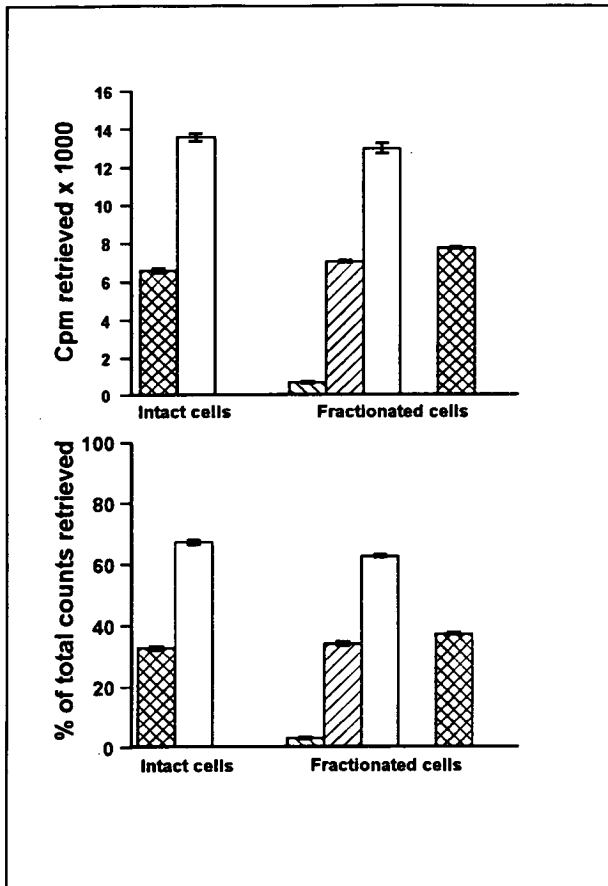 Cpm retrieved x 1000
16
14
12
10
8
6
4
2
0
Intact cells
Fractionated cells
% of total counts retrieved
100
80
60
40
20
0
Intact cells
Fractionated cells